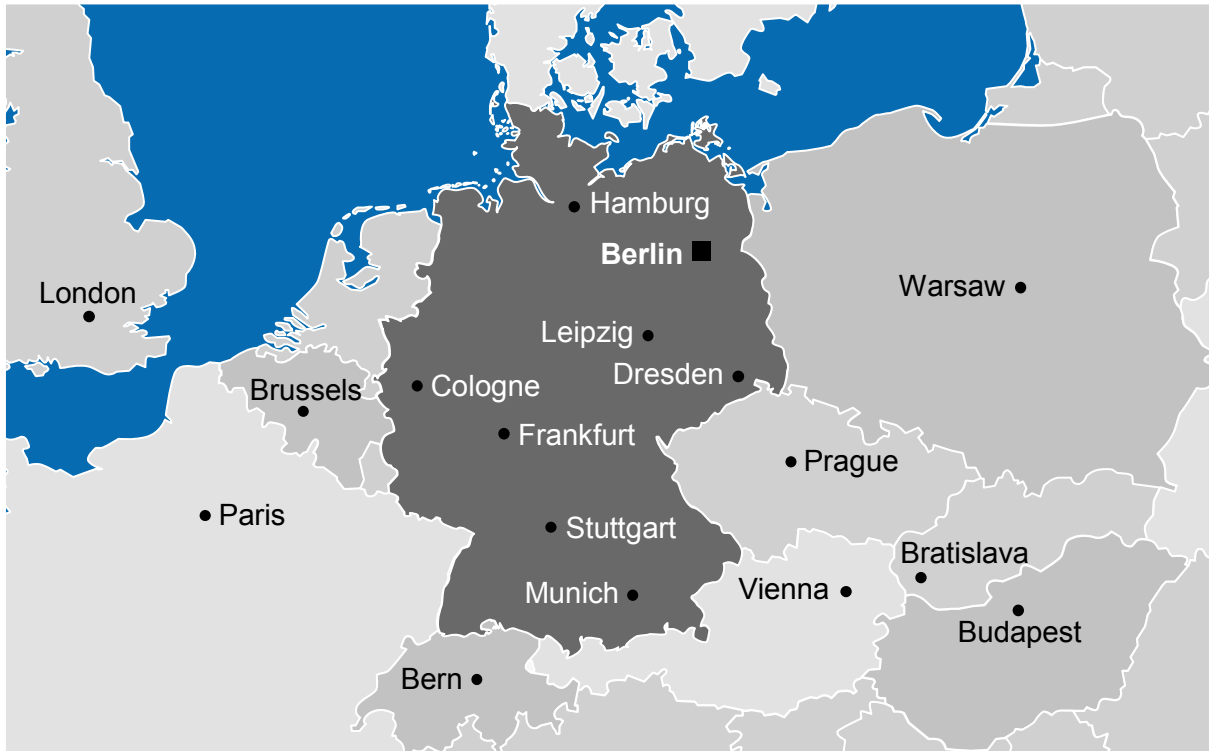 Hamburg
Berlin
London
Warsaw
Leipzig
Dresden
Brussels
Cologne
Frankfurt
Prague
Paris
Stuttgart
Bratislava
Munich
Vienna
Budapest
Bern